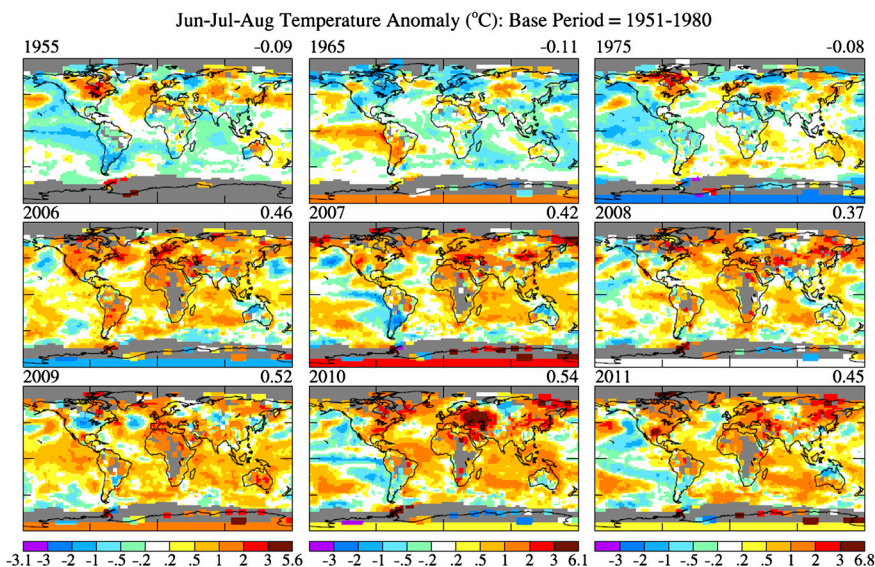 Jun-Jul-Aug Temperature Anomaly (°C): Base Period = 1951-1980
1955 -0.09 1965 -0.11 1975 -0.08
2006 0.46 2007 0.42 2008 0.37
2009 0.52 2010 0.54 2011 0.45
-3.1 -3 -2 -1 -.5 -.2 .2 .5 1 2 3 5.6 -3 -2 -1 -.5 -.2 .2 .5 1 2 3 6.1 -3 -2 -1 -.5 -.2 .2 .5 1 2 3 6.8